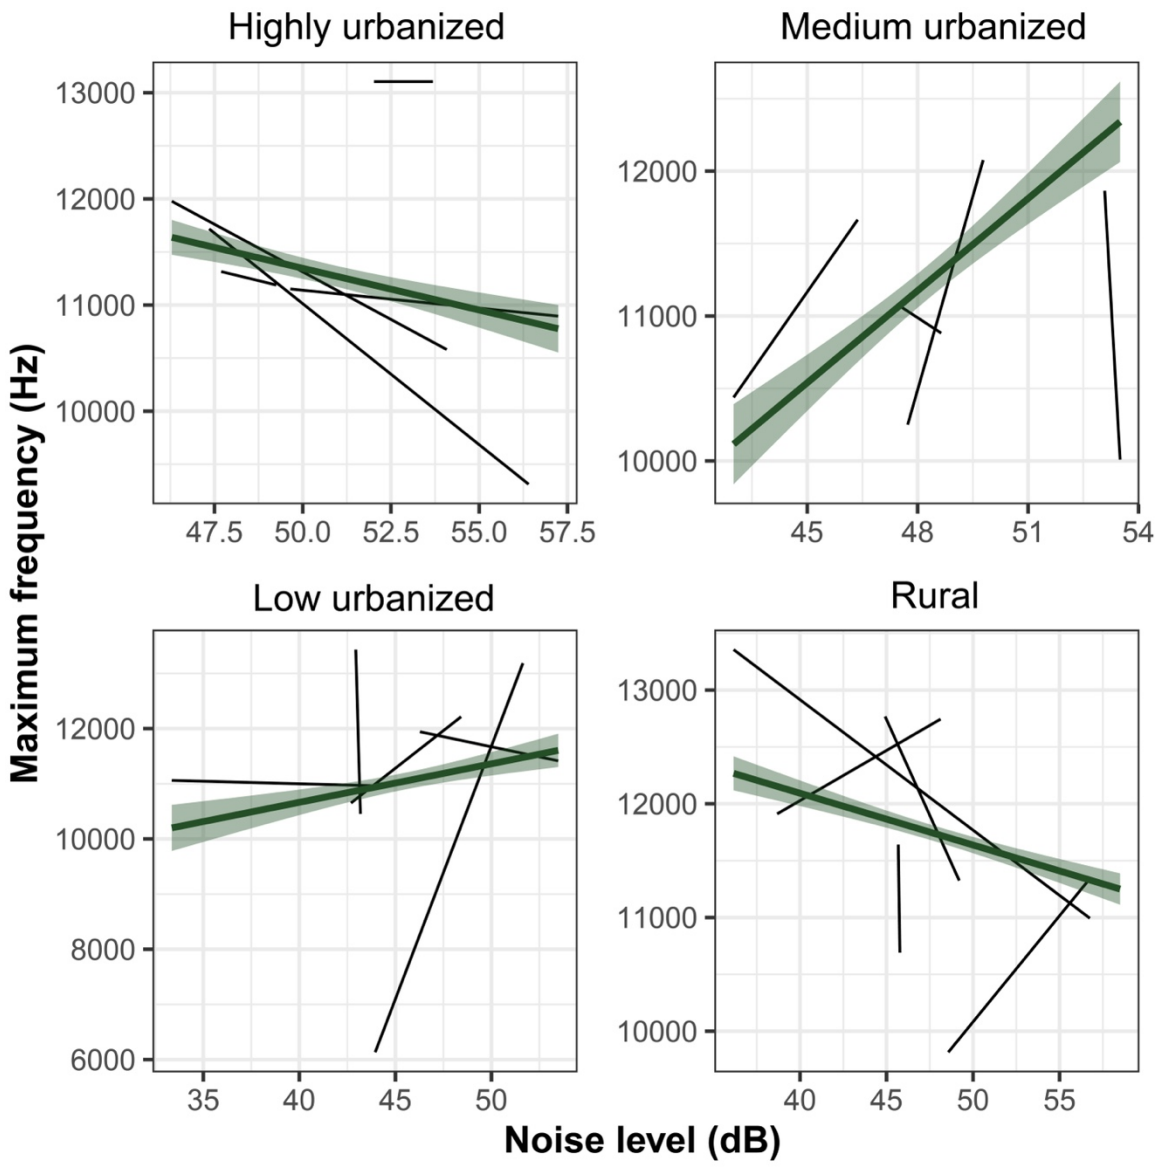 Highly urbanized
Medium urbanized
13000
12000
11000
10000
47.5 50.0 52.5 55.0 57.5
12000
11000
10000
45 48 51 54
Maximum frequency (Hz)
Low urbanized
Rural
12000
10000
8000
6000
35 40 45 50
13000
12000
11000
10000
40 45 50 55
Noise level (dB)